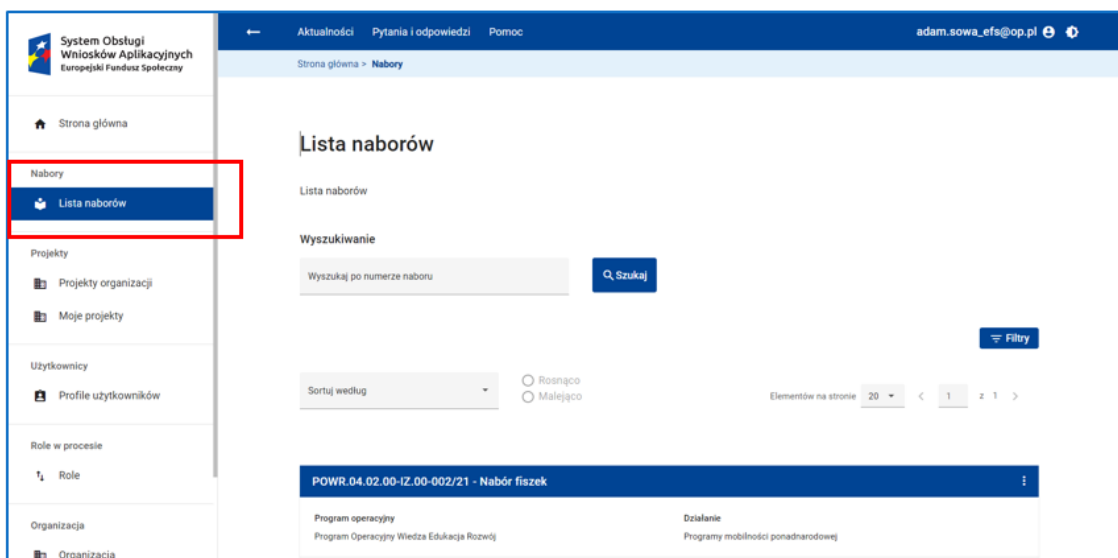 System Obsługi
Wniosków Aplikacyjnych
Europejski Fundusz Społeczny
Aktualności Pytania i odpowiedzi Pomoc
adam.sowa_efs@op.pl
Strona główna > Nabory
Strona główna
Nabory
Lista naborów
Projekty
Projekty organizacji
Moje projekty
Użytkownicy
Profile użytkowników
Role w procesie
Role
Organizacja
Organizacja
Lista naborów
Lista naborów
Wyszukiwanie
Wyszukaj po numerze naboru
Szukaj
Filtry
Sortuj według
Rosnąco
Malejąco
Elementów na stronie 20 < 1 z 1 >
POWR.04.02.00-IZ.00-002/21 - Nabór fiszek
Program operacyjny
Program Operacyjny Wiedza Edukacja Rozwój
Działanie
Programy mobilności ponadnarodowej